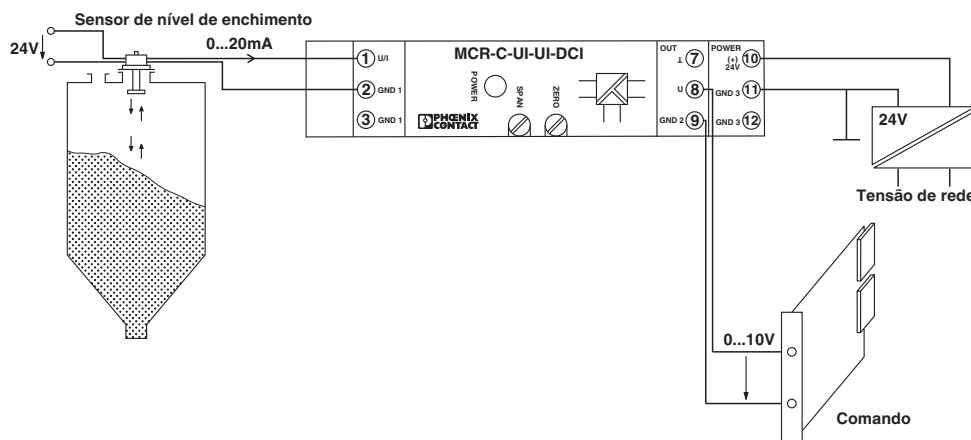 Sensor de nível de enchimento
24V
0...20mA
MCR-C-UI-UI-DCI
1 U/I
2 GND 1
3 GND 1
POWER
SPAN
ZERO
PHŒNIX
CONTACT
OUT
⊥ 7
U 8
GND 2 9
POWER
(+)
24V
10
GND 3 11
GND 3 12
24V
Tensão de rede
0...10V
Comando